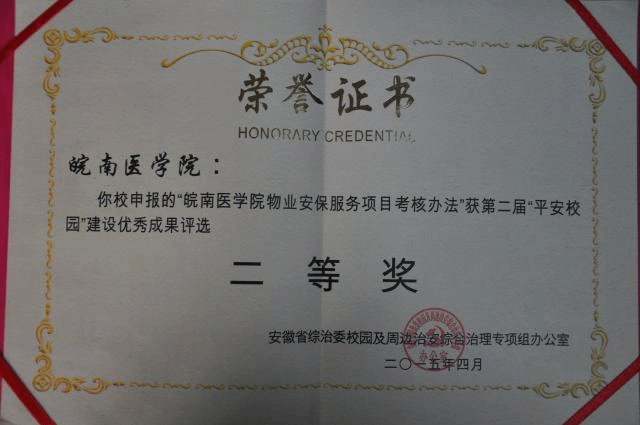 荣誉证书
HONORARY CREDENTIAL
皖南医学院：
你校申报的“皖南医学院物业安保服务项目考核办法”获第二届“平安校
园”建设优秀成果评选
二等奖
安徽省综治委校园及周边治安综合治理专项组办公室
二〇一五年四月
办公室